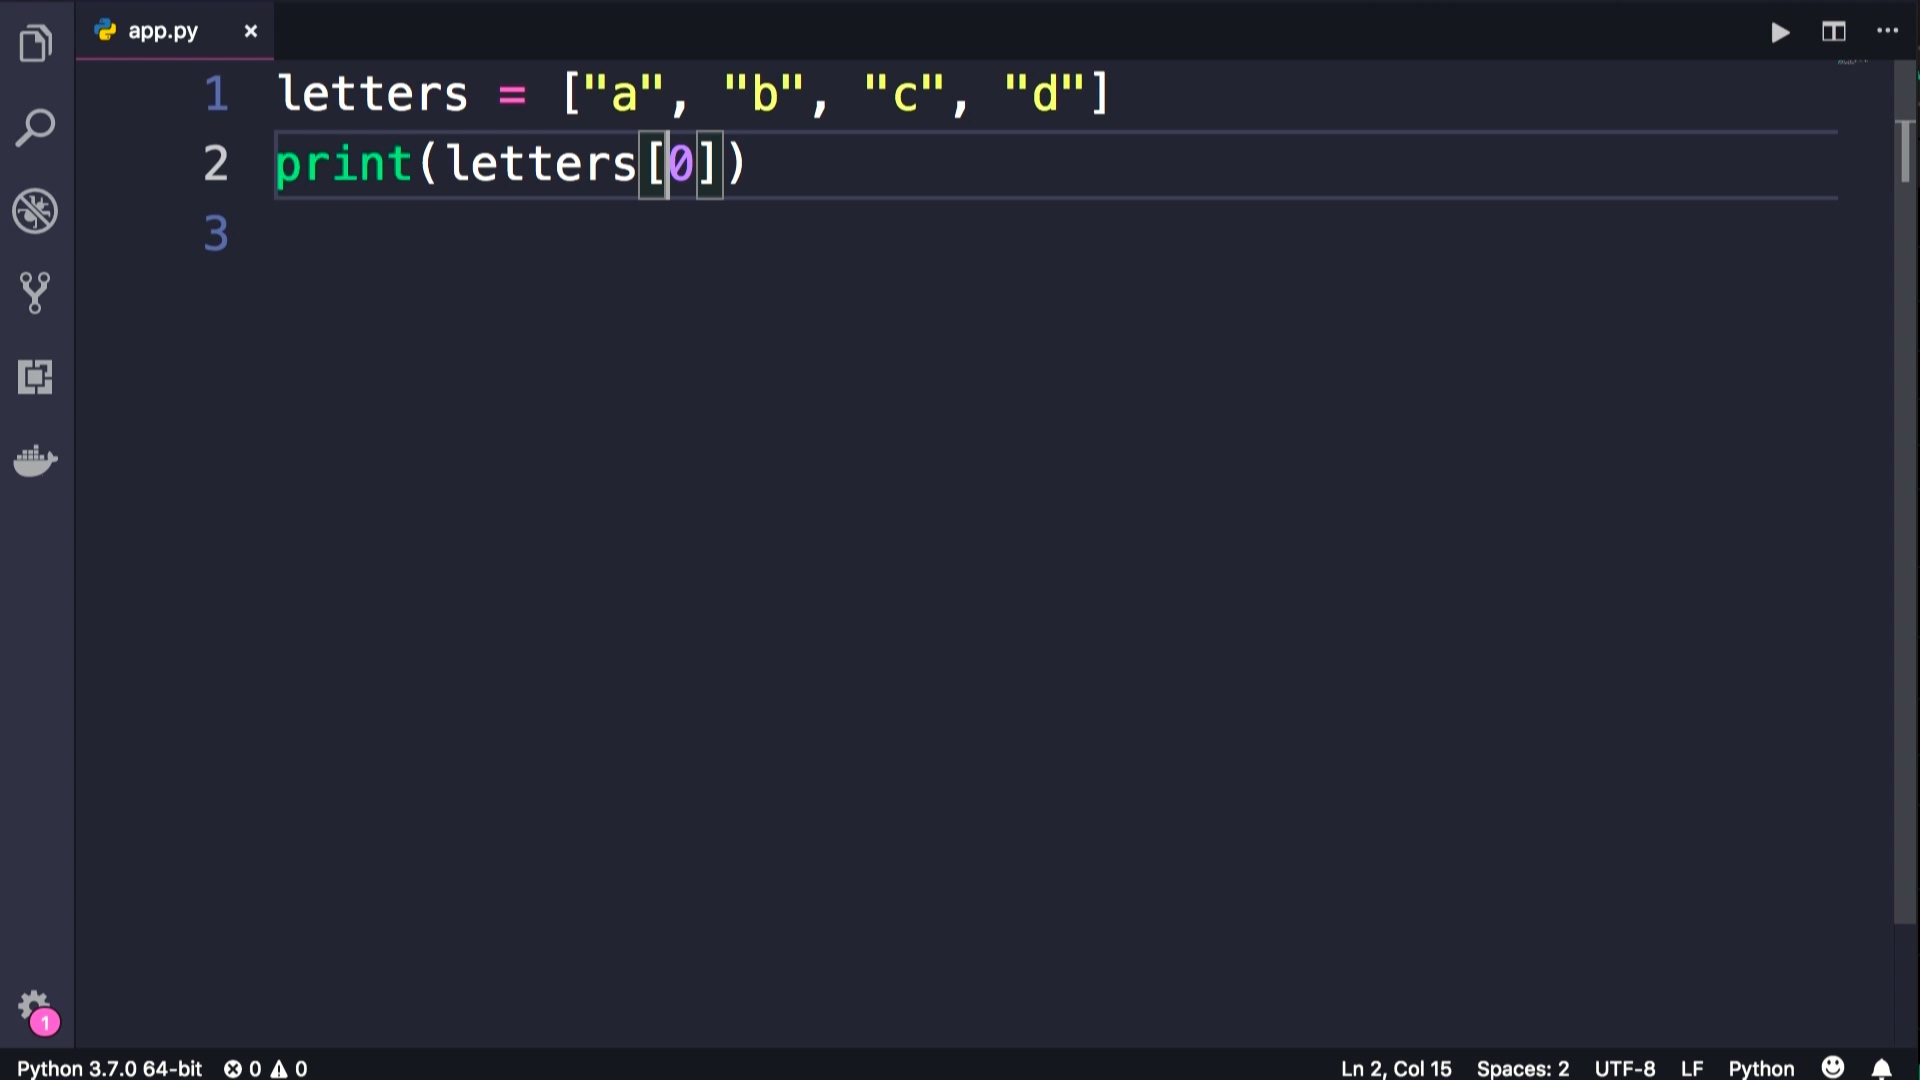 app.py ×
1 letters = ["a", "b", "c", "d"]
2 print(letters[0])
3
1
Python 3.7.0 64-bit 0 0 Ln 2, Col 15 Spaces: 2 UTF-8 LF Python